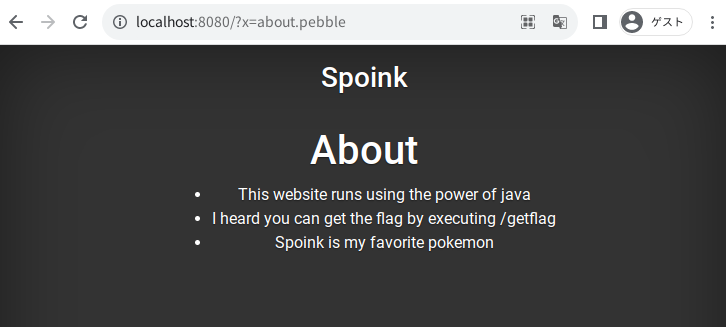 localhost:8080/?x=about.pebble
ゲスト
Spoink
About
This website runs using the power of java
I heard you can get the flag by executing /getflag
Spoink is my favorite pokemon